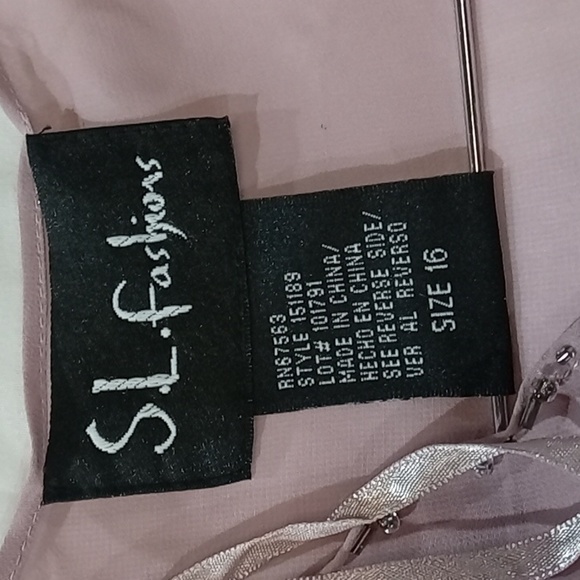 S.L. fashions
RN67563
STYLE 151189
LOT# 101791
MADE IN CHINA/
HECHO EN CHINA
SEE REVERSE SIDE/
VER AL REVERSO
SIZE 16